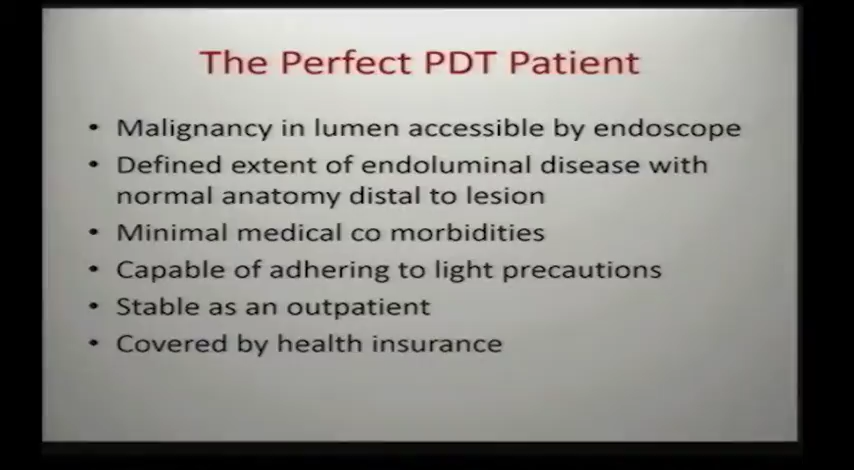 The Perfect PDT Patient
• Malignancy in lumen accessible by endoscope
• Defined extent of endoluminal disease with
normal anatomy distal to lesion
• Minimal medical co morbidities
• Capable of adhering to light precautions
• Stable as an outpatient
• Covered by health insurance